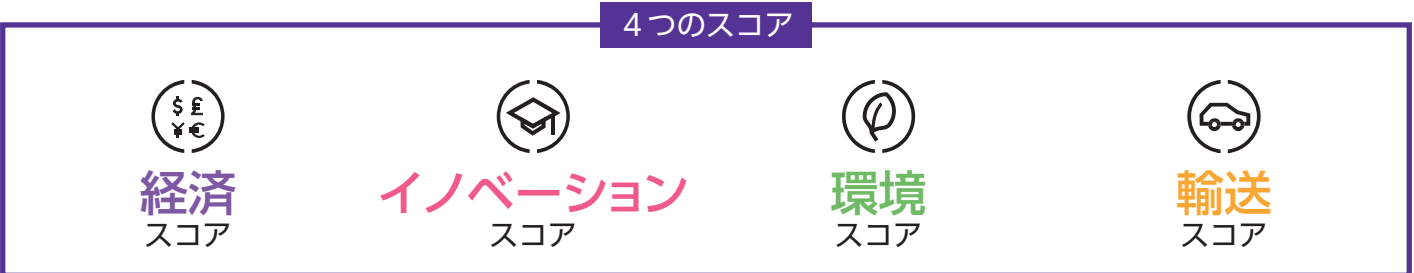 4つのスコア
$ £
¥ €
経済
スコア
イノベーション
スコア
環境
スコア
輸送
スコア